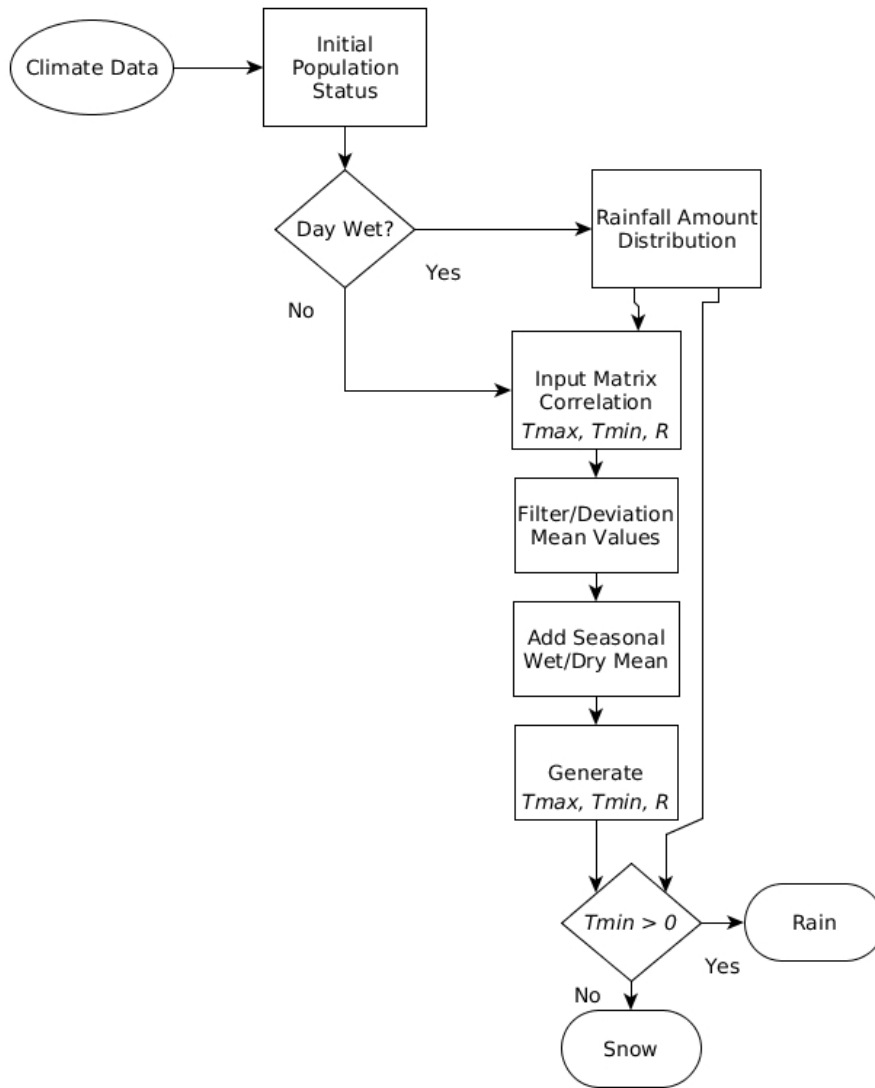 Climate Data
Initial
Population
Status
Day Wet?
Yes
No
Rainfall Amount
Distribution
Input Matrix
Correlation
Tmax, Tmin, R
Filter/Deviation
Mean Values
Add Seasonal
Wet/Dry Mean
Generate
Tmax, Tmin, R
Tmin > 0
Yes
Rain
No
Snow